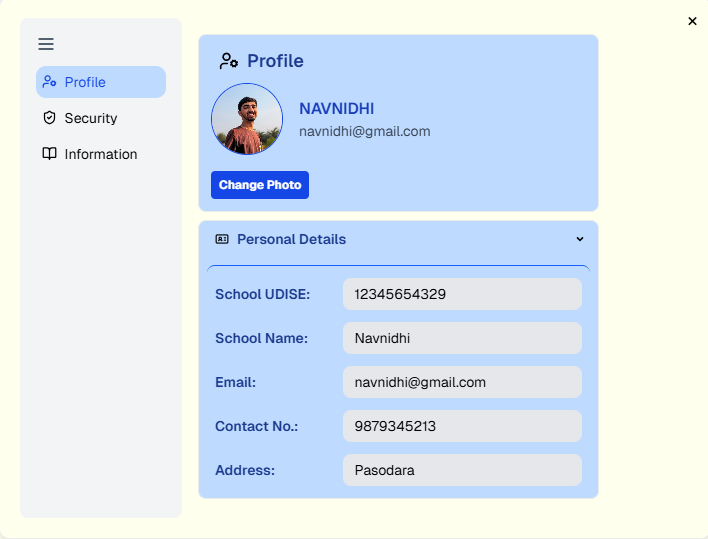 Profile
Security
Information
Profile
NAVNIDHI
navnidhi@gmail.com
Change Photo
Personal Details
School UDISE: 12345654329
School Name: Navnidhi
Email: navnidhi@gmail.com
Contact No.: 9879345213
Address: Pasodara